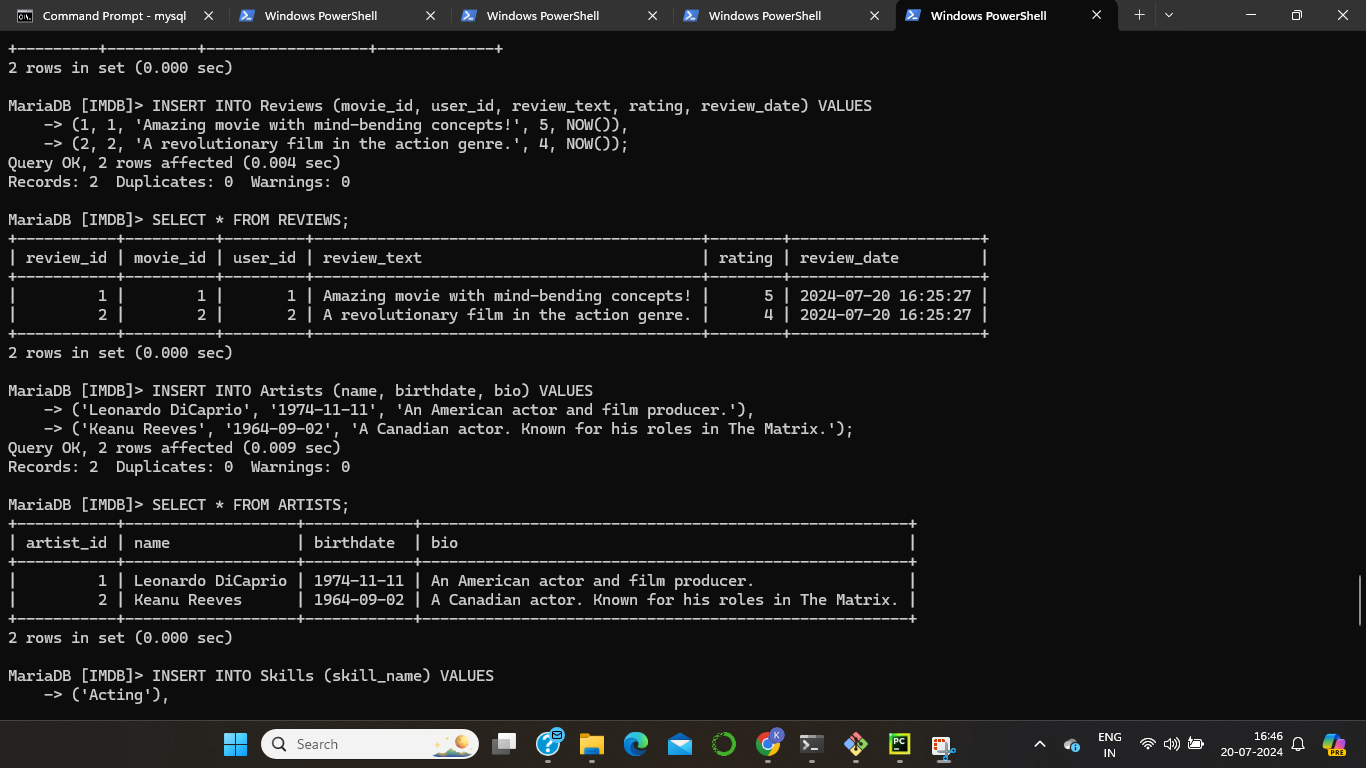 Command Prompt - mysql
Windows PowerShell
Windows PowerShell
Windows PowerShell
Windows PowerShell
+---------+----------+------------------+-------------+
2 rows in set (0.000 sec)
MariaDB [IMDB]> INSERT INTO Reviews (movie_id, user_id, review_text, rating, review_date) VALUES
    -> (1, 1, 'Amazing movie with mind-bending concepts!', 5, NOW()),
    -> (2, 2, 'A revolutionary film in the action genre.', 4, NOW());
Query OK, 2 rows affected (0.004 sec)
Records: 2  Duplicates: 0  Warnings: 0
MariaDB [IMDB]> SELECT * FROM REVIEWS;
+-----------+----------+---------+-------------------------------------------+--------+---------------------+
| review_id | movie_id | user_id | review_text                               | rating | review_date         |
+-----------+----------+---------+-------------------------------------------+--------+---------------------+
|         1 |        1 |       1 | Amazing movie with mind-bending concepts! |      5 | 2024-07-20 16:25:27 |
|         2 |        2 |       2 | A revolutionary film in the action genre. |      4 | 2024-07-20 16:25:27 |
+-----------+----------+---------+-------------------------------------------+--------+---------------------+
2 rows in set (0.000 sec)
MariaDB [IMDB]> INSERT INTO Artists (name, birthdate, bio) VALUES
    -> ('Leonardo DiCaprio', '1974-11-11', 'An American actor and film producer.'),
    -> ('Keanu Reeves', '1964-09-02', 'A Canadian actor. Known for his roles in The Matrix.');
Query OK, 2 rows affected (0.009 sec)
Records: 2  Duplicates: 0  Warnings: 0
MariaDB [IMDB]> SELECT * FROM ARTISTS;
+-----------+-------------------+------------+------------------------------------------------------+
| artist_id | name              | birthdate  | bio                                                  |
+-----------+-------------------+------------+------------------------------------------------------+
|         1 | Leonardo DiCaprio | 1974-11-11 | An American actor and film producer.                 |
|         2 | Keanu Reeves      | 1964-09-02 | A Canadian actor. Known for his roles in The Matrix. |
+-----------+-------------------+------------+------------------------------------------------------+
2 rows in set (0.000 sec)
MariaDB [IMDB]> INSERT INTO Skills (skill_name) VALUES
    -> ('Acting'),
Search
K
PC
ENG
IN
16:46
20-07-2024
PRE